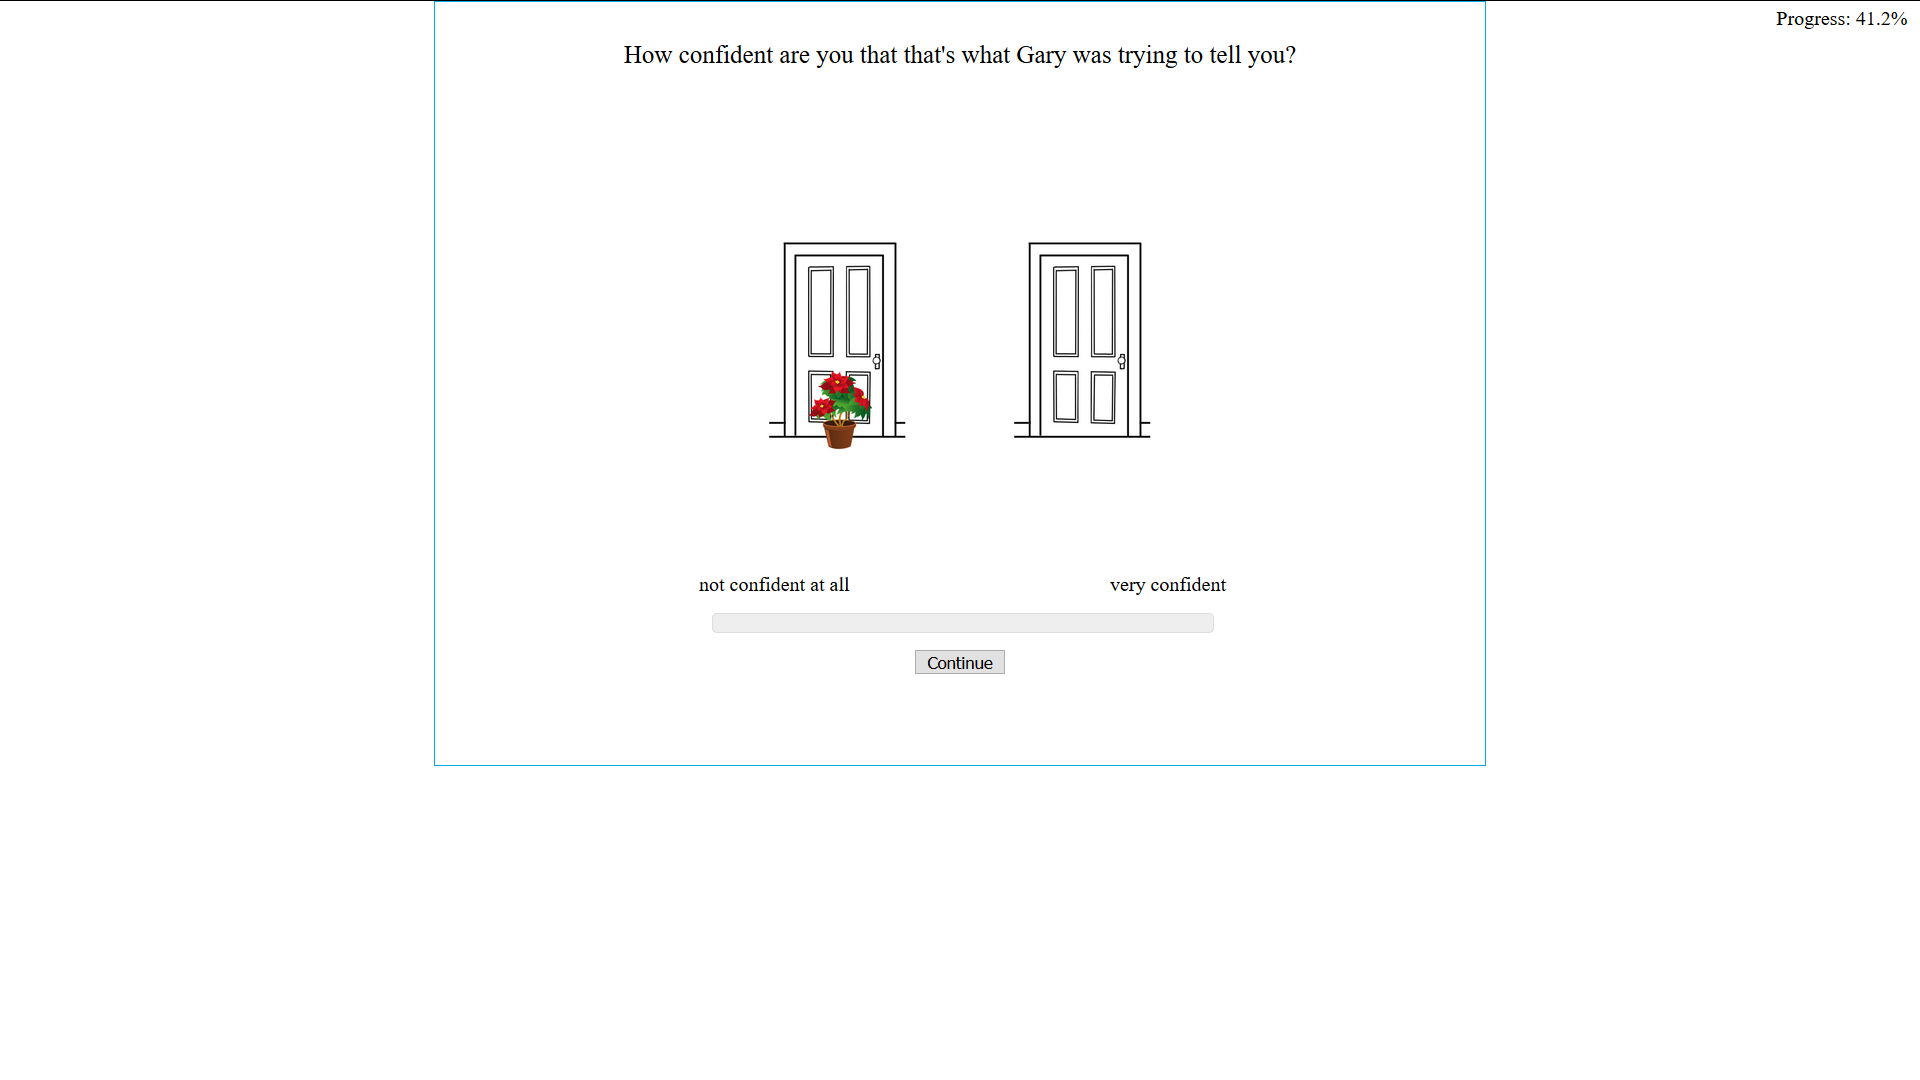 Progress: 41.2%
How confident are you that that's what Gary was trying to tell you?
not confident at all
very confident
Continue